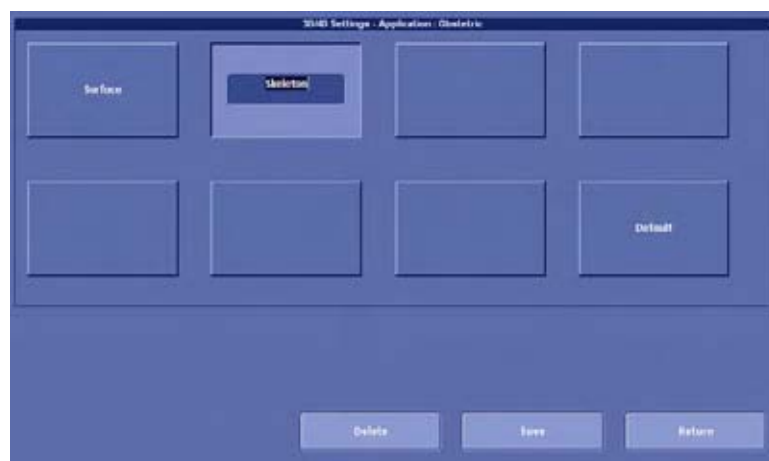 3D/4D Settings - Application : Obstetric
Surface
Skeleton
Default
Delete
Save
Return